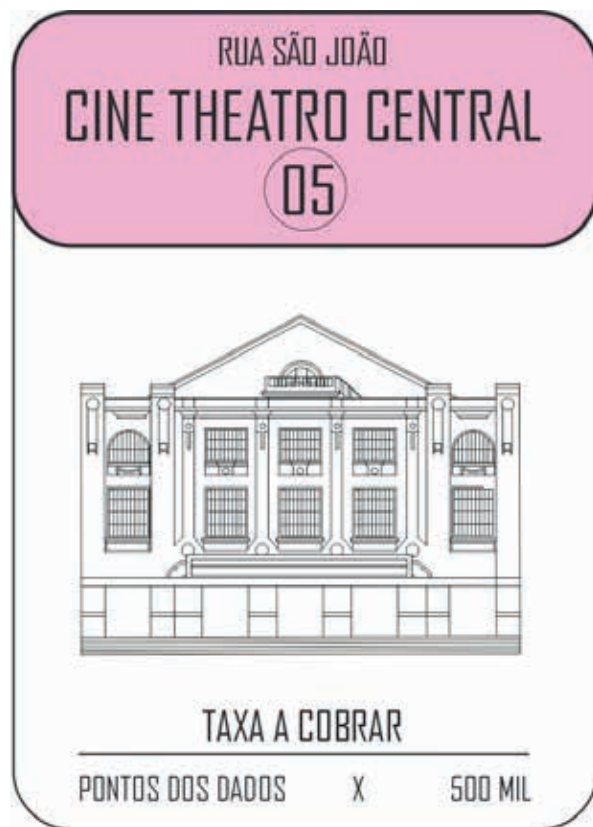 RUA SÃO JOÃO
CINE THEATRO CENTRAL
05
TAXA A COBRAR
PONTOS DOS DADOS X 500 MIL